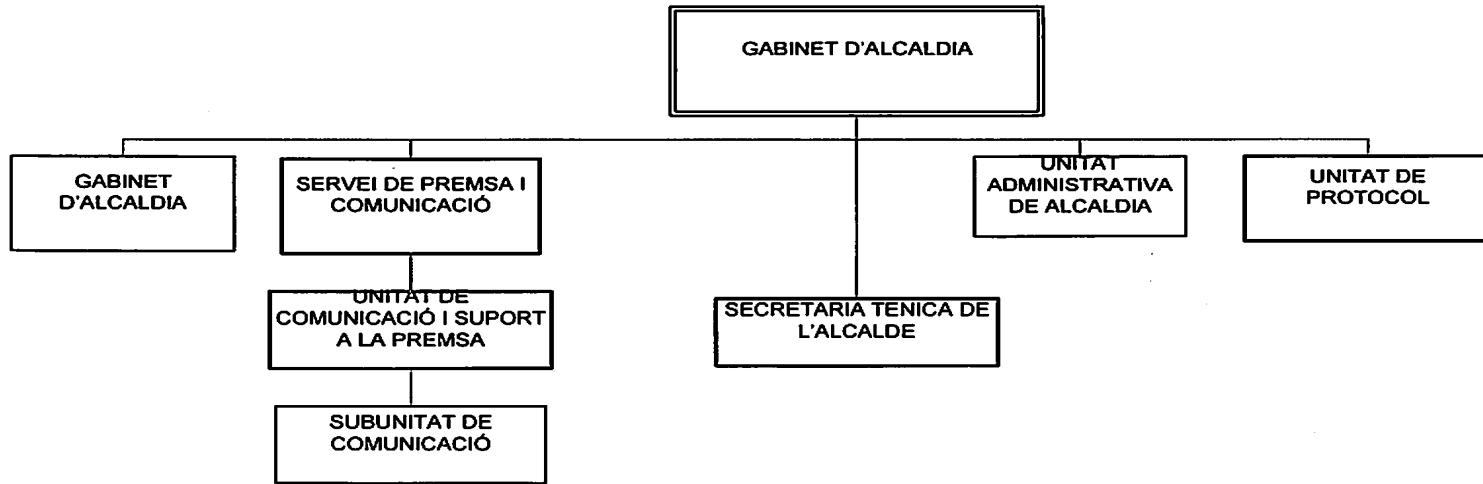 GABINET D'ALCALDIA
GABINET
D'ALCALDIA
SERVEI DE PREMSA I
COMUNICACIÓ
UNITAT
ADMINISTRATIVA
DE ALCALDIA
UNITAT DE
PROTOCOL
UNITAT DE
COMUNICACIÓ I SUPORT
A LA PREMSA
SECRETARIA TENICA DE
L'ALCALDE
SUBUNITAT DE
COMUNICACIÓ